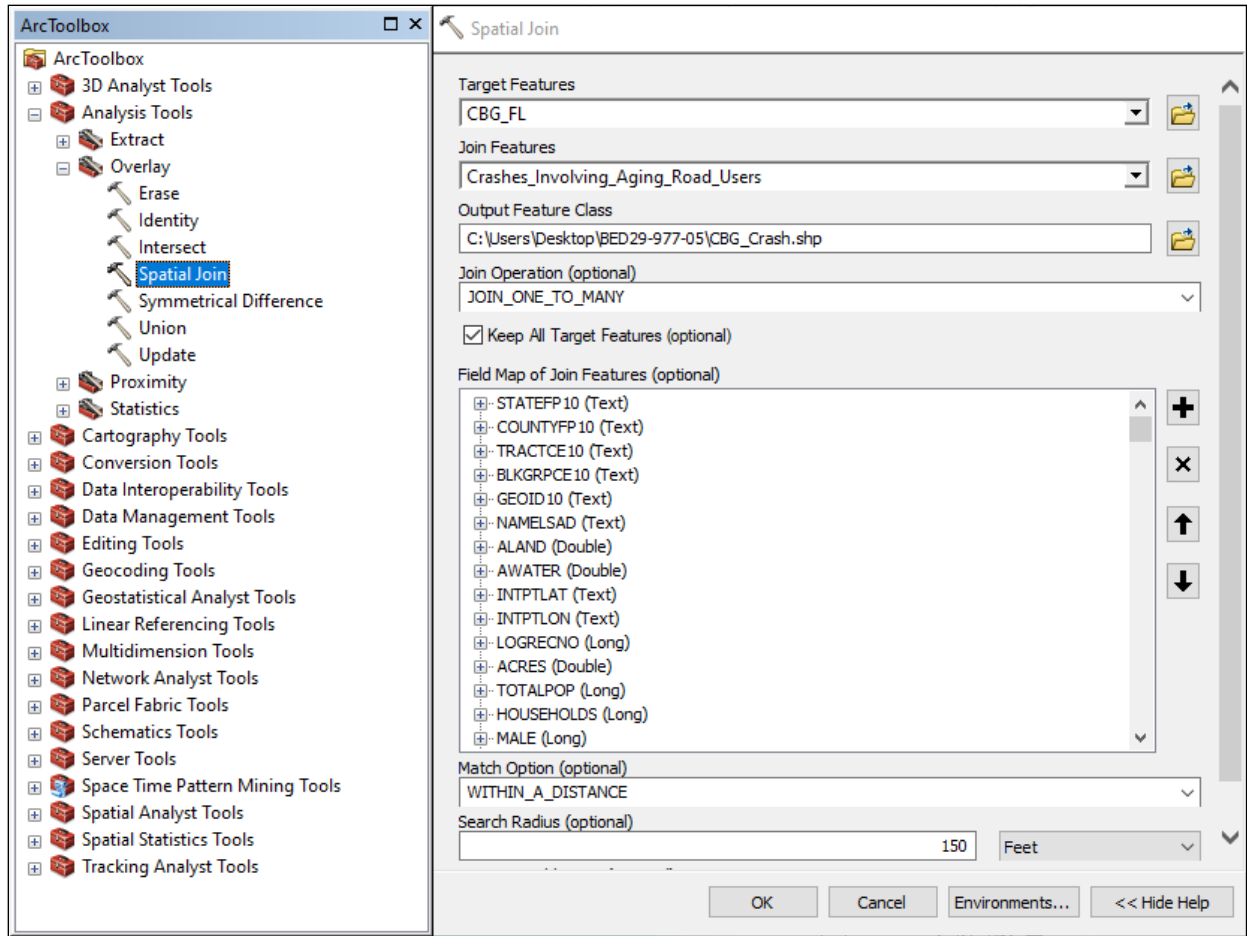 ArcToolbox
ArcToolbox
3D Analyst Tools
Analysis Tools
Extract
Overlay
Erase
Identity
Intersect
Spatial Join
Symmetrical Difference
Union
Update
Proximity
Statistics
Cartography Tools
Conversion Tools
Data Interoperability Tools
Data Management Tools
Editing Tools
Geocoding Tools
Geostatistical Analyst Tools
Linear Referencing Tools
Multidimension Tools
Network Analyst Tools
Parcel Fabric Tools
Schematics Tools
Server Tools
Space Time Pattern Mining Tools
Spatial Analyst Tools
Spatial Statistics Tools
Tracking Analyst Tools
Spatial Join
Target Features
CBG_FL
Join Features
Crashes_Involving_Aging_Road_Users
Output Feature Class
C:\Users\Desktop\BED29-977-05\CBG_Crash.shp
Join Operation (optional)
JOIN_ONE_TO_MANY
Keep All Target Features (optional)
Field Map of Join Features (optional)
STATEFP10 (Text)
COUNTYFP10 (Text)
TRACTCE10 (Text)
BLKGRPCE10 (Text)
GEOID10 (Text)
NAMELSAD (Text)
ALAND (Double)
AWATER (Double)
INTPTLAT (Text)
INTPTLON (Text)
LOGRECNO (Long)
ACRES (Double)
TOTALPOP (Long)
HOUSEHOLDS (Long)
MALE (Long)
Match Option (optional)
WITHIN_A_DISTANCE
Search Radius (optional)
150 Feet
OK Cancel Environments... << Hide Help